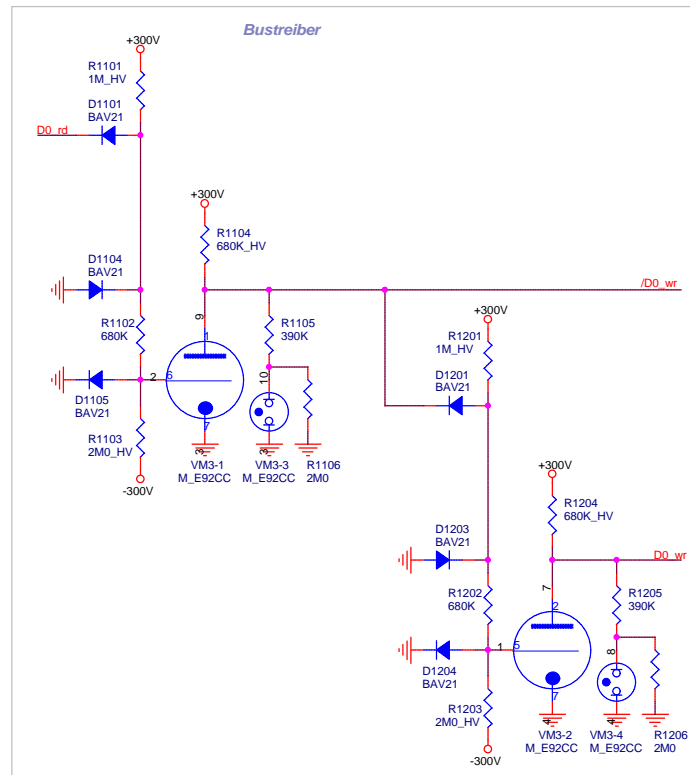 Bustreiber
+300V
R1101
1M_HV
D1101
BAV21
D0_rd
+300V
R1104
680K_HV
D1104
BAV21
/D0_wr
+300V
R1102
680K
9
1
R1105
390K
R1201
1M_HV
D1201
BAV21
2
6
10
D1105
BAV21
R1103
2M0_HV
7
3
3
R1106
2M0
-300V
VM3-1
M_E92CC
VM3-3
M_E92CC
+300V
R1204
680K_HV
D1203
BAV21
D0_wr
R1202
680K
7
2
R1205
390K
1
5
8
D1204
BAV21
R1203
2M0_HV
7
4
4
R1206
2M0
-300V
VM3-2
M_E92CC
VM3-4
M_E92CC